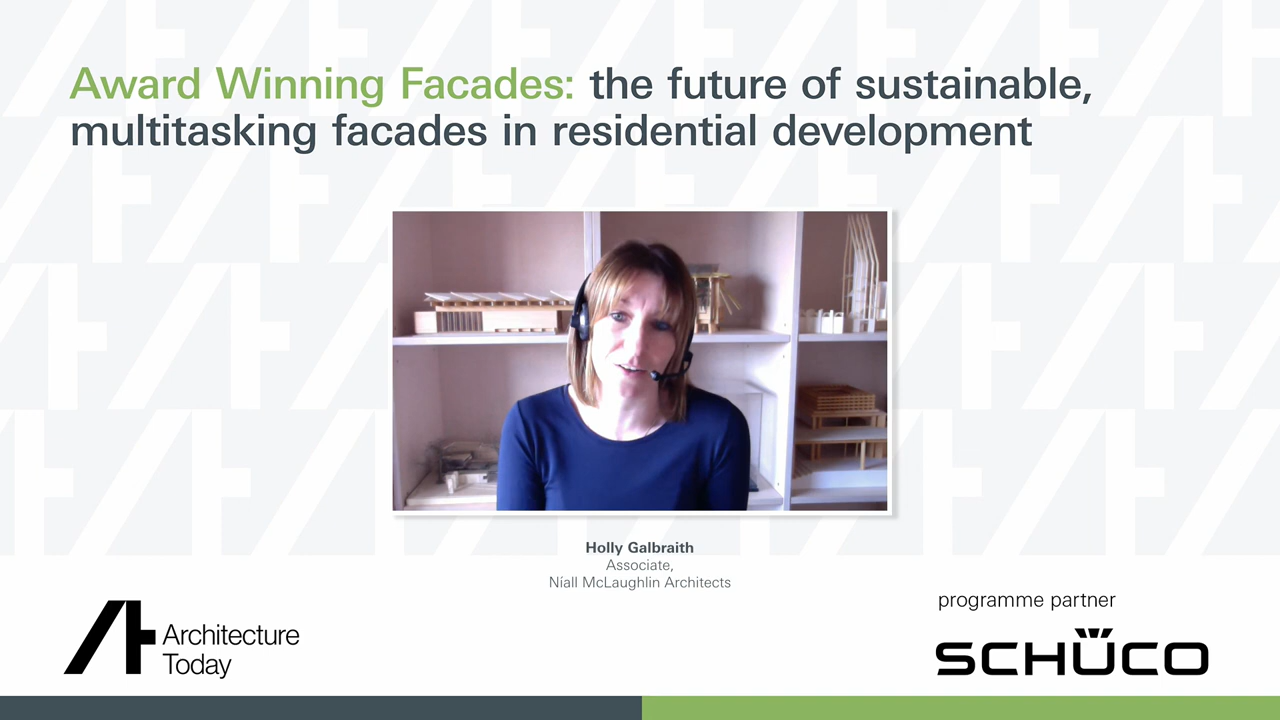 Award Winning Facades: the future of sustainable,
multitasking facades in residential development
Holly Galbraith
Associate,
Níall McLaughlin Architects
programme partner
Architecture
Today
SCHÜCO